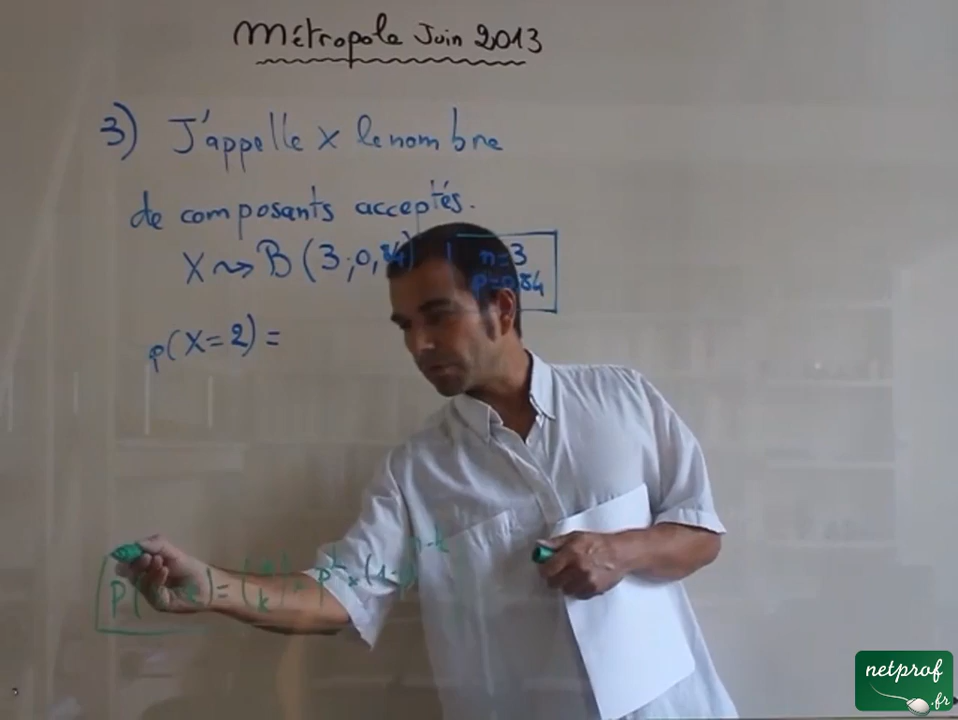 Métropole Juin 2013
3) J'appelle X le nombre
de composants acceptés.
X ⤳ B(3;0,84)
n=3
p=0,84
p(X=2)=
netprof
.fr